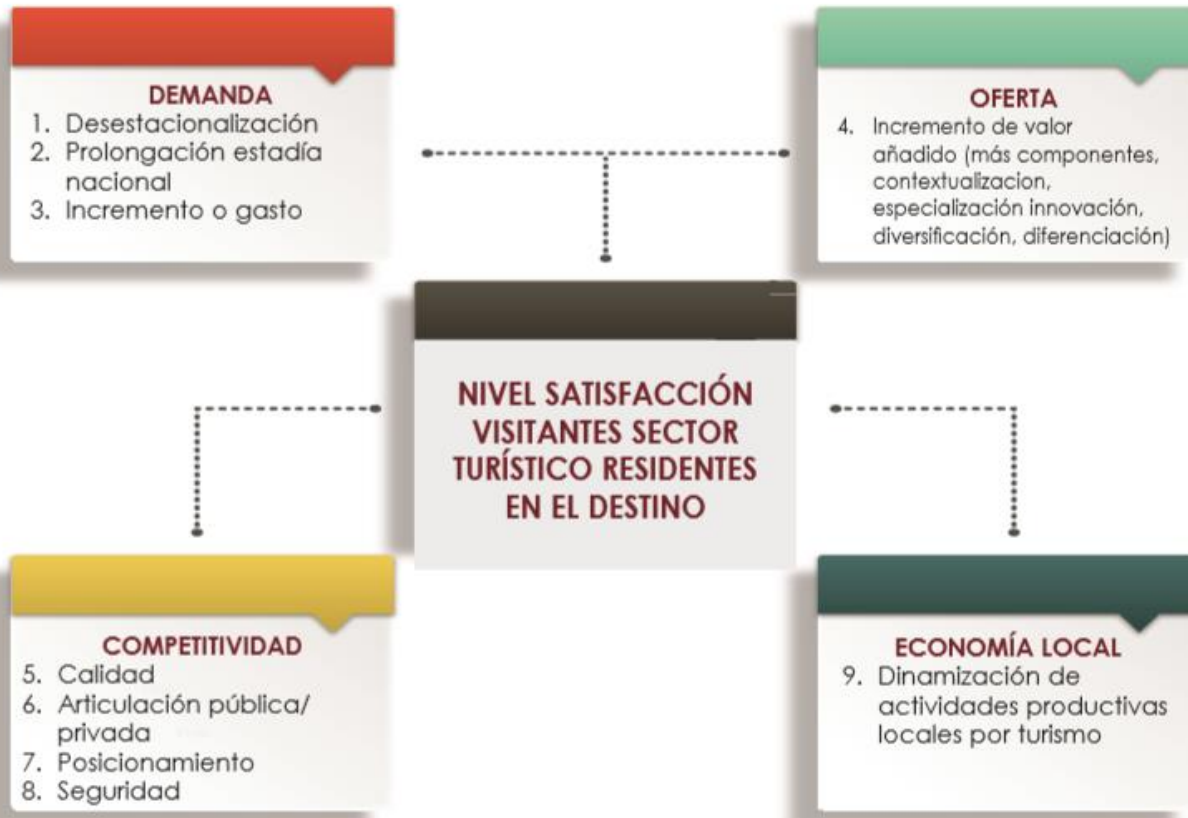 DEMANDA
1. Desestacionalización
2. Prolongación estadía
nacional
3. Incremento o gasto
OFERTA
4. Incremento de valor
añadido (más componentes,
contextualizacion,
especialización innovación,
diversificación, diferenciación)
NIVEL SATISFACCIÓN
VISITANTES SECTOR
TURÍSTICO RESIDENTES
EN EL DESTINO
COMPETITIVIDAD
5. Calidad
6. Articulación pública/
privada
7. Posicionamiento
8. Seguridad
ECONOMÍA LOCAL
9. Dinamización de
actividades productivas
locales por turismo